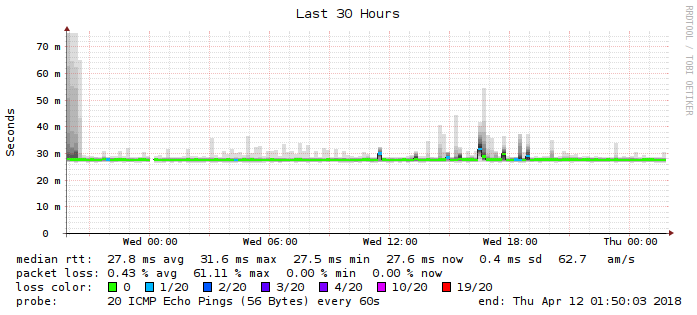 Last 30 Hours
RRDTOOL / TOBI OETIKER
Seconds
70 m
60 m
50 m
40 m
30 m
20 m
10 m
0
Wed 00:00 Wed 06:00 Wed 12:00 Wed 18:00 Thu 00:00
median rtt: 27.8 ms avg 31.6 ms max 27.5 ms min 27.6 ms now 0.4 ms sd 62.7 am/s
packet loss: 0.43 % avg 61.11 % max 0.00 % min 0.00 % now
loss color: 0 1/20 2/20 3/20 4/20 10/20 19/20
probe: 20 ICMP Echo Pings (56 Bytes) every 60s end: Thu Apr 12 01:50:03 2018